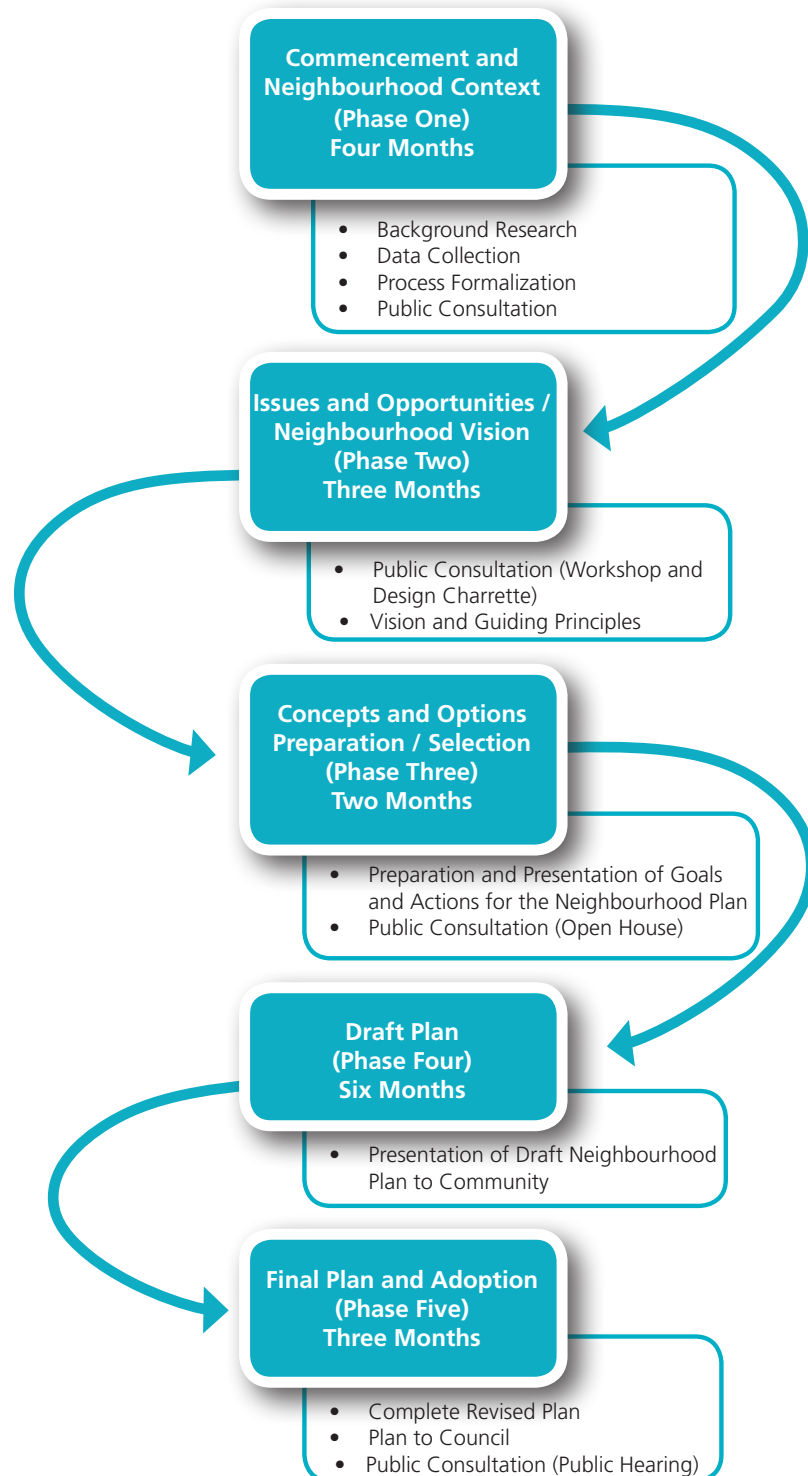 Commencement and
Neighbourhood Context
(Phase One)
Four Months
• Background Research
• Data Collection
• Process Formalization
• Public Consultation
Issues and Opportunities /
Neighbourhood Vision
(Phase Two)
Three Months
• Public Consultation (Workshop and
Design Charrette)
• Vision and Guiding Principles
Concepts and Options
Preparation / Selection
(Phase Three)
Two Months
• Preparation and Presentation of Goals
and Actions for the Neighbourhood Plan
• Public Consultation (Open House)
Draft Plan
(Phase Four)
Six Months
• Presentation of Draft Neighbourhood
Plan to Community
Final Plan and Adoption
(Phase Five)
Three Months
• Complete Revised Plan
• Plan to Council
• Public Consultation (Public Hearing)